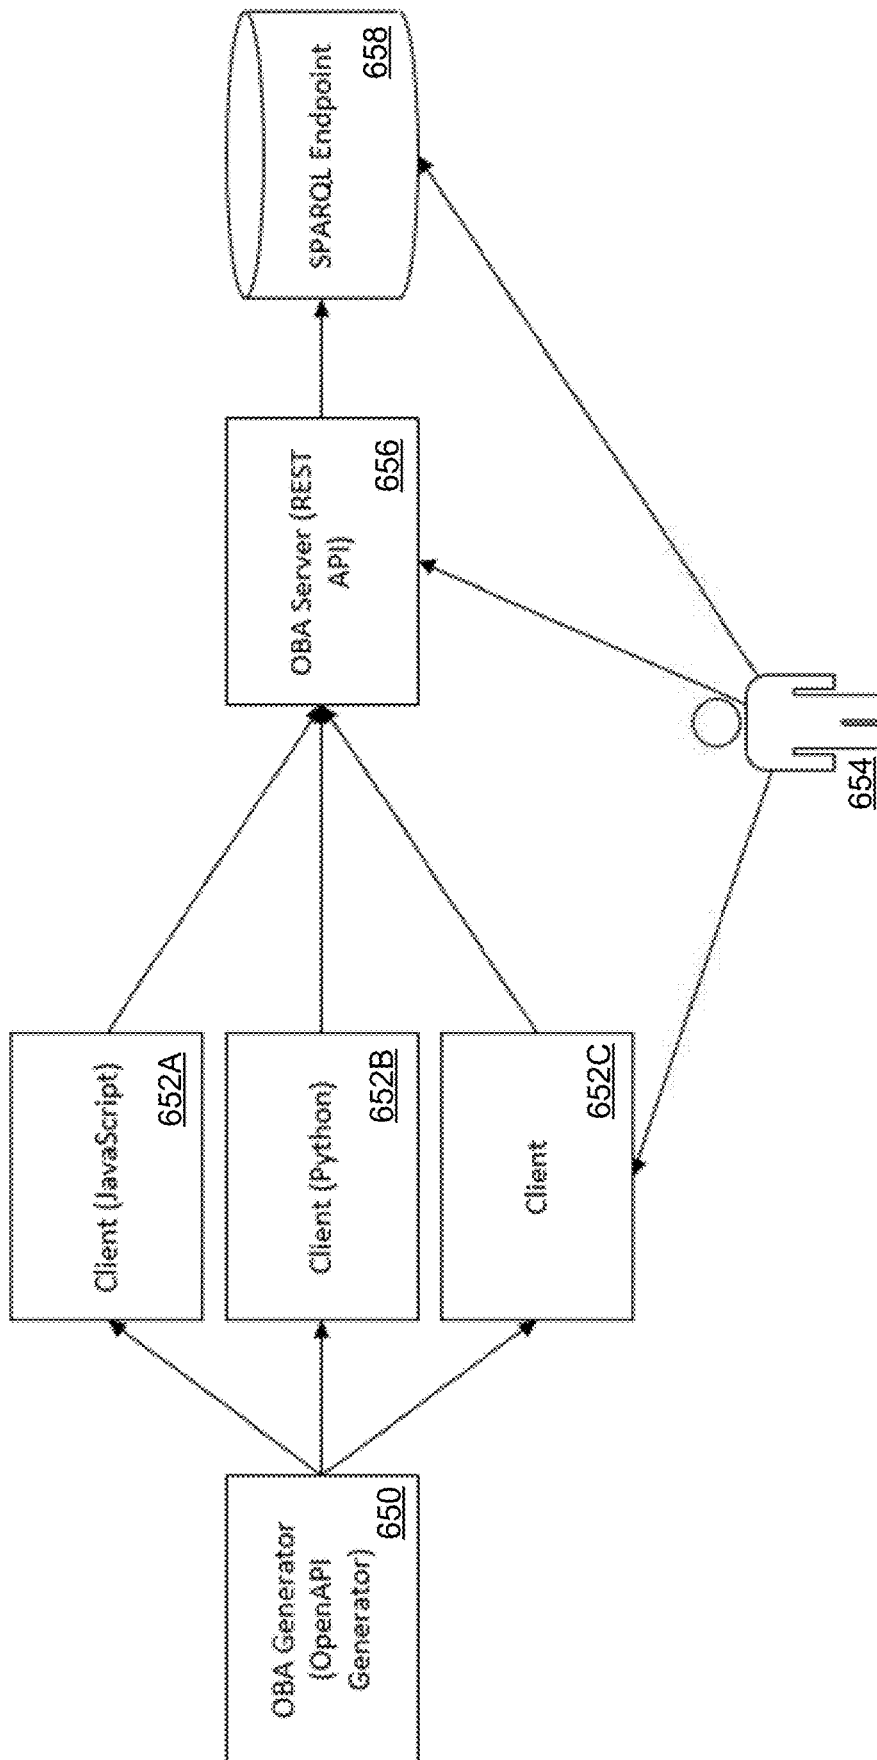 OBA Generator
(OpenAPI
Generator)
650
Client (JavaScript)
652A
Client (Python)
652B
Client
652C
OBA Server (REST
API)
656
SPARQL Endpoint
658
654